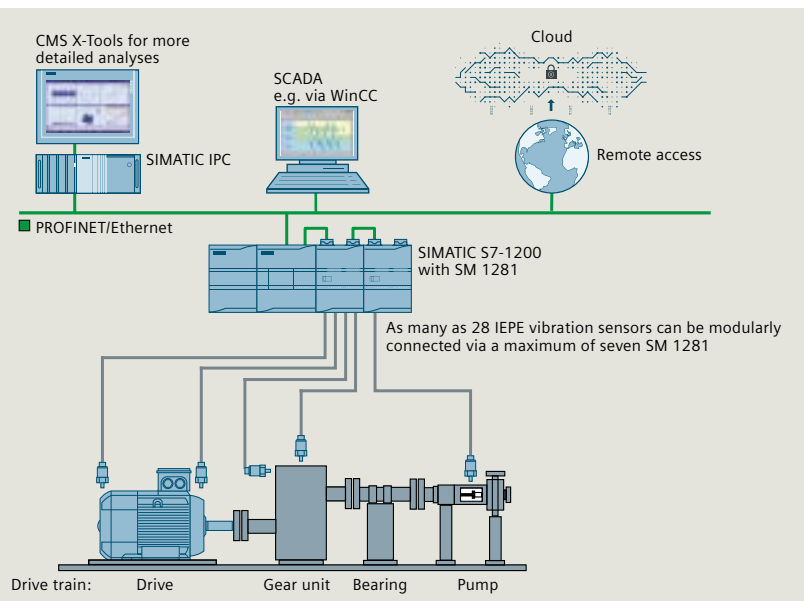 CMS X-Tools for more
detailed analyses
SIMATIC IPC
SCADA
e.g. via WinCC
Cloud
Remote access
PROFINET/Ethernet
SIMATIC S7-1200
with SM 1281
As many as 28 IEPE vibration sensors can be modularly
connected via a maximum of seven SM 1281
Drive train:
Drive
Gear unit
Bearing
Pump